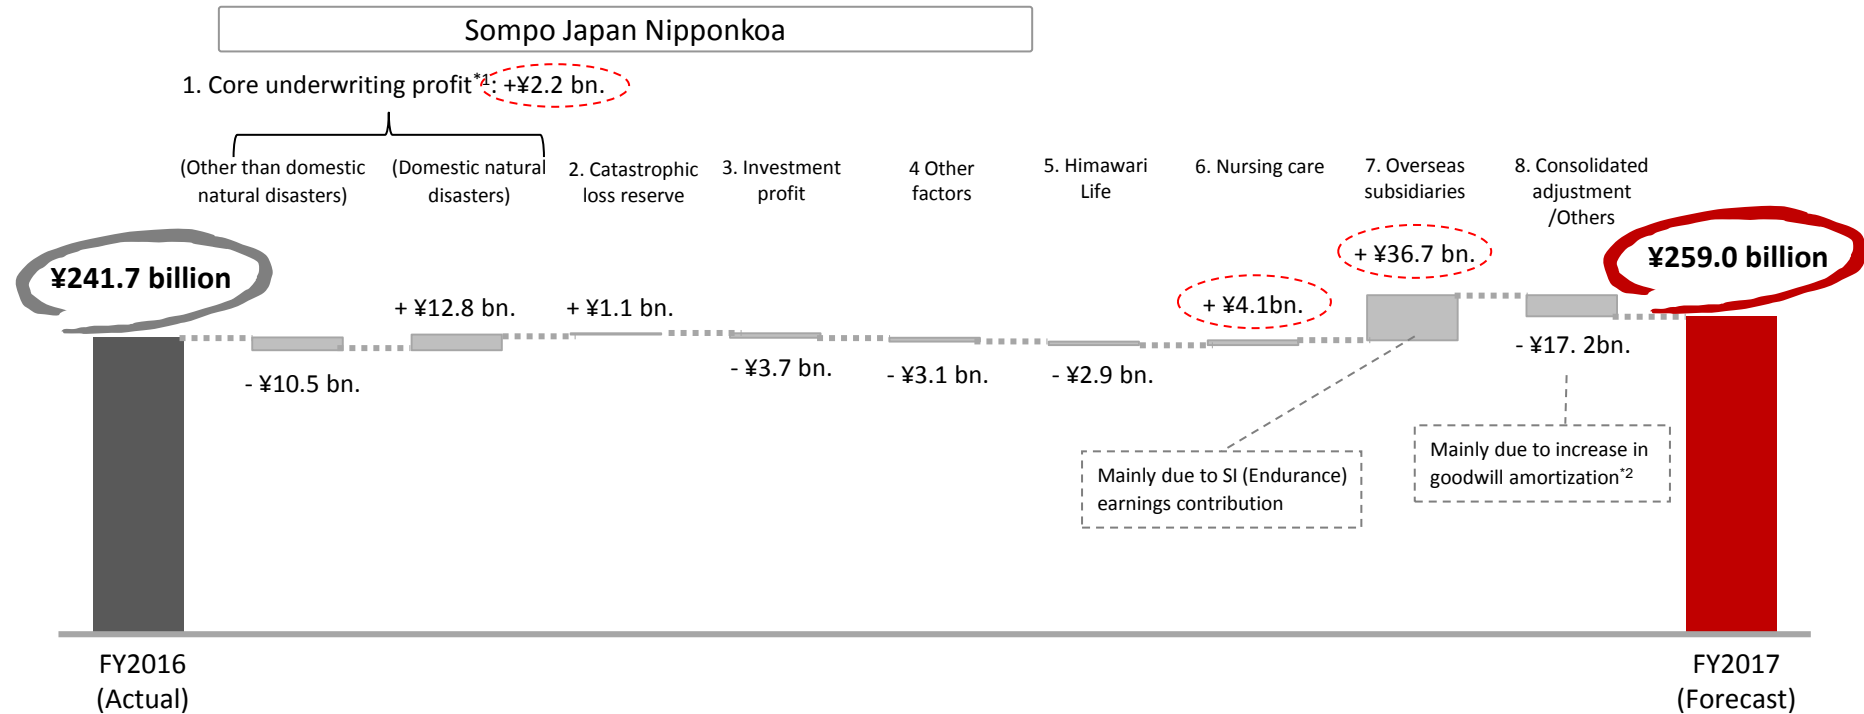 Sompo Japan Nipponkoa
1. Core underwriting profit*1: +¥2.2 bn.
(Other than domestic
natural disasters)
(Domestic natural
disasters)
2. Catastrophic
loss reserve
3. Investment
profit
4 Other
factors
5. Himawari
Life
6. Nursing care
7. Overseas
subsidiaries
8. Consolidated
adjustment
/Others
¥241.7 billion
- ¥10.5 bn.
+ ¥12.8 bn.
+ ¥1.1 bn.
- ¥3.7 bn.
- ¥3.1 bn.
- ¥2.9 bn.
+ ¥4.1bn.
+ ¥36.7 bn.
- ¥17. 2bn.
¥259.0 billion
Mainly due to SI (Endurance)
earnings contribution
Mainly due to increase in
goodwill amortization*2
FY2016
(Actual)
FY2017
(Forecast)